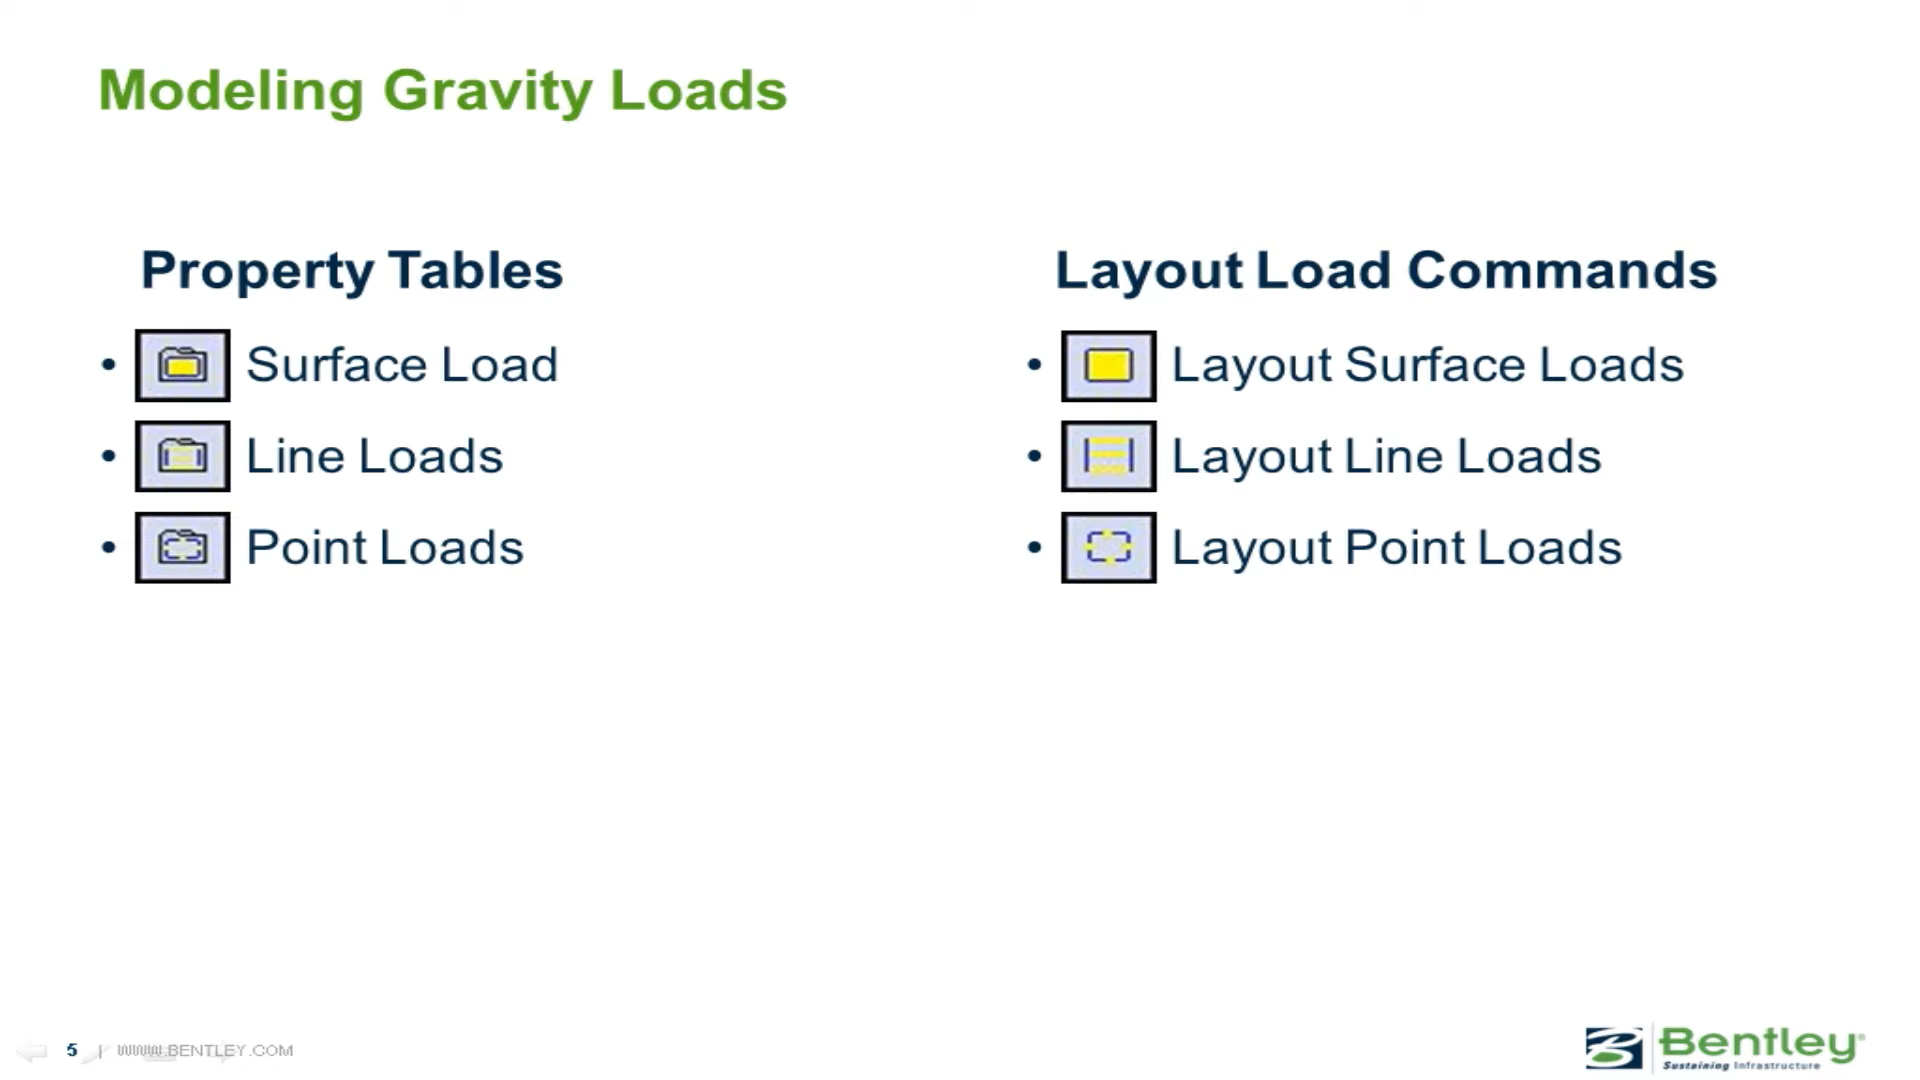 Modeling Gravity Loads
Property Tables
• Surface Load
• Line Loads
• Point Loads
Layout Load Commands
• Layout Surface Loads
• Layout Line Loads
• Layout Point Loads
5 | WWW.BENTLEY.COM
Bentley®
Sustaining Infrastructure